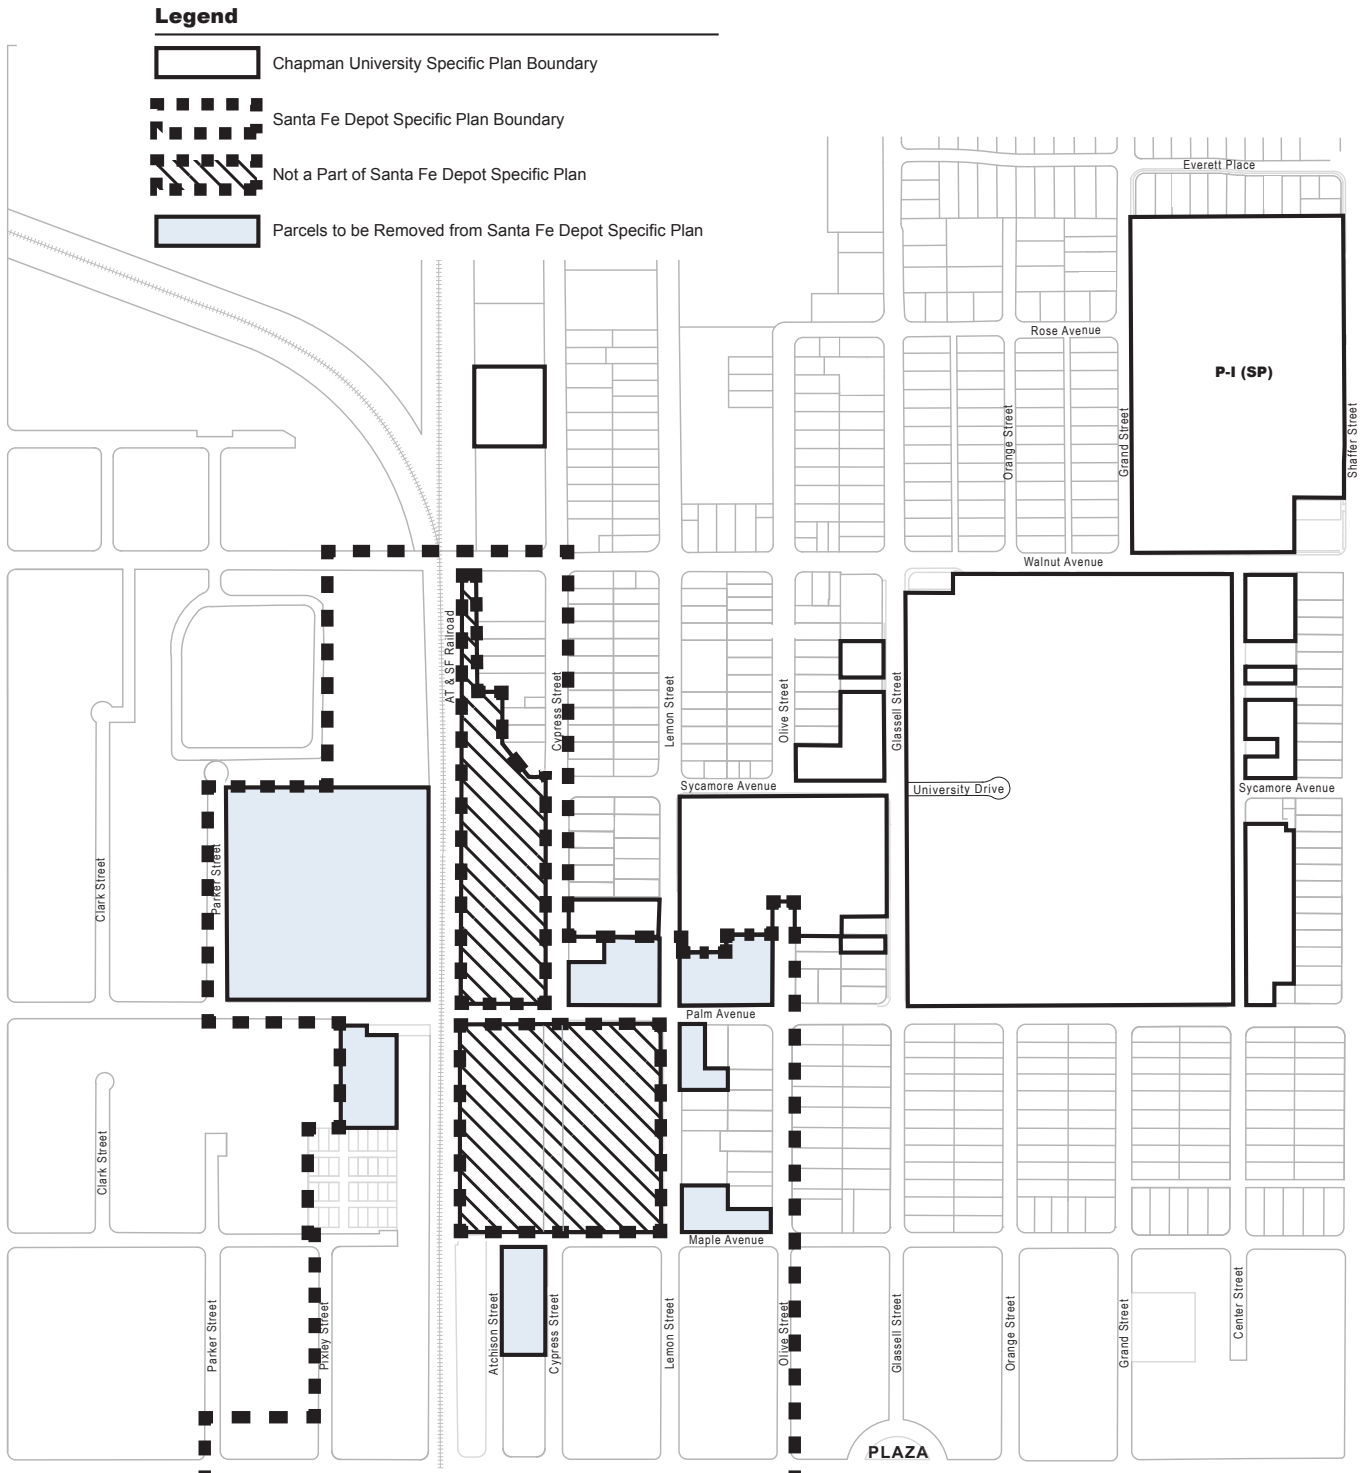 Legend
Chapman University Specific Plan Boundary
Santa Fe Depot Specific Plan Boundary
Not a Part of Santa Fe Depot Specific Plan
Parcels to be Removed from Santa Fe Depot Specific Plan
Everett Place
Rose Avenue
P-I (SP)
Orange Street
Grand Street
Shaffer Street
Walnut Avenue
AT & SF Railroad
Cypress Street
Lemon Street
Olive Street
Glassell Street
Sycamore Avenue
University Drive
Sycamore Avenue
Clark Street
Parker Street
Palm Avenue
Clark Street
Maple Avenue
Parker Street
Pixley Street
Atchison Street
Cypress Street
Lemon Street
Olive Street
Glassell Street
Orange Street
Grand Street
Center Street
PLAZA